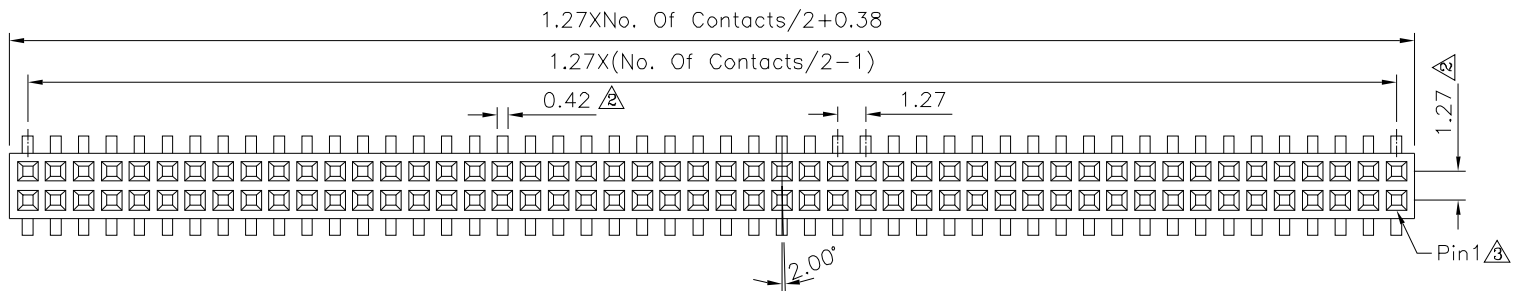 1.27XNo. Of Contacts/2+0.38
1.27X(No. Of Contacts/2-1)
0.42 2
1.27
1.27 2
2.00°
Pin1 3